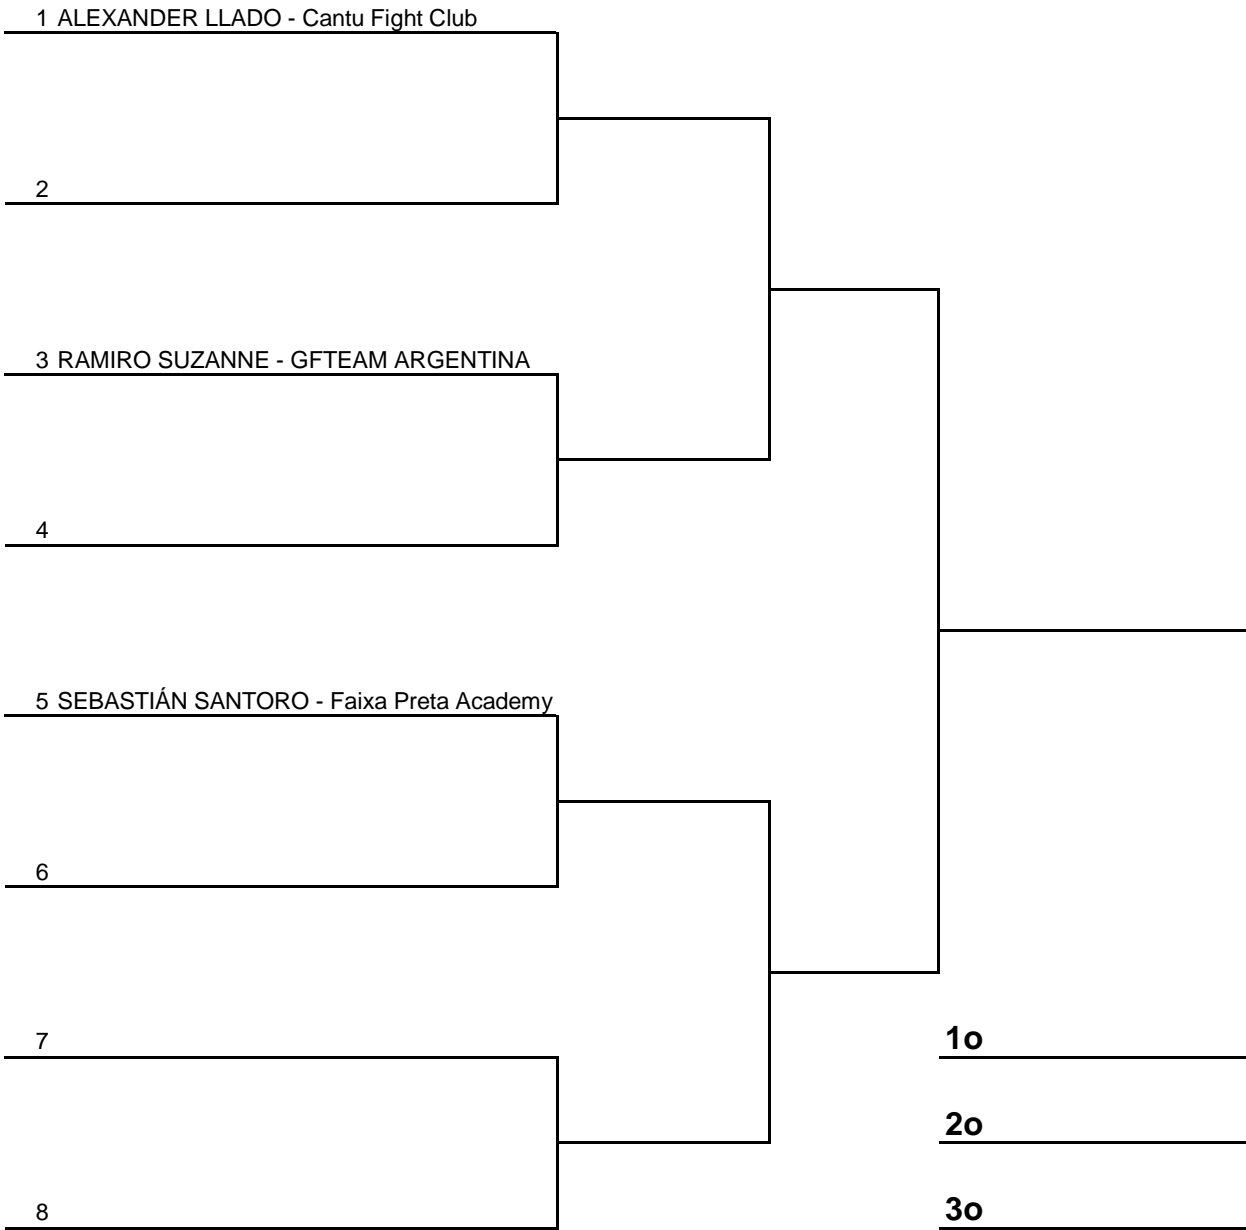 1 ALEXANDER LLADO - Cantu Fight Club
2
3 RAMIRO SUZANNE - GFTEAM ARGENTINA
4
5 SEBASTIÁN SANTORO - Faixa Preta Academy
6
7
1o
2o
8
3o